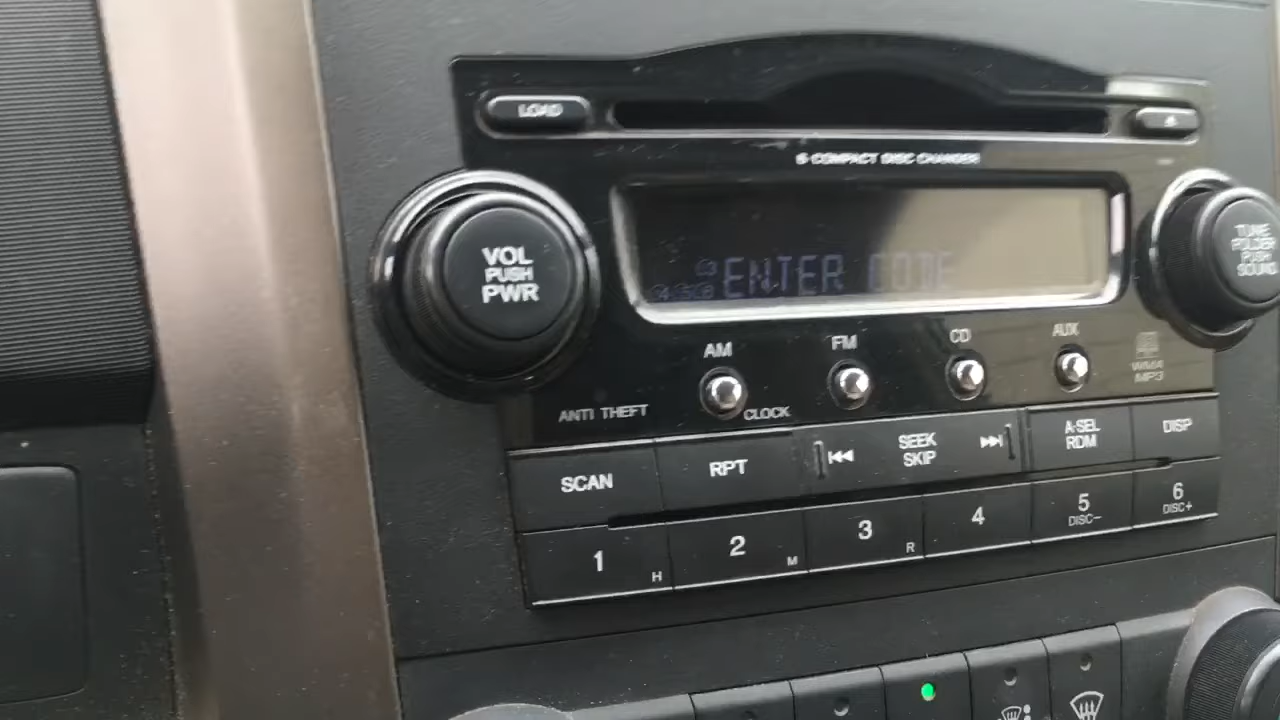 LOAD
6 COMPACT DISC CHANGER
VOL
PUSH
PWR
ENTER CODE
TUNE
FOLDER
PUSH
SOUND
AM
FM
CD
AUX
WMA
MP3
ANTI THEFT
CLOCK
SCAN
RPT
SEEK
SKIP
A-SEL
RDM
DISP
1
H
2
M
3
R
4
5
DISC-
6
DISC+